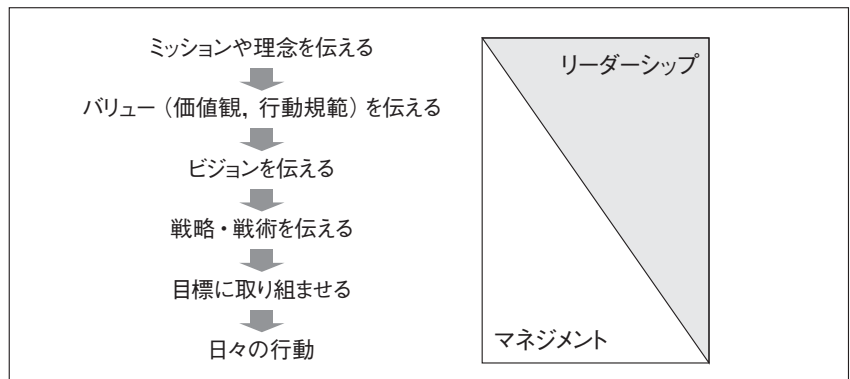 ミッションや理念を伝える
バリュー（価値観，行動規範）を伝える
ビジョンを伝える
戦略・戦術を伝える
目標に取り組ませる
日々の行動
リーダーシップ
マネジメント